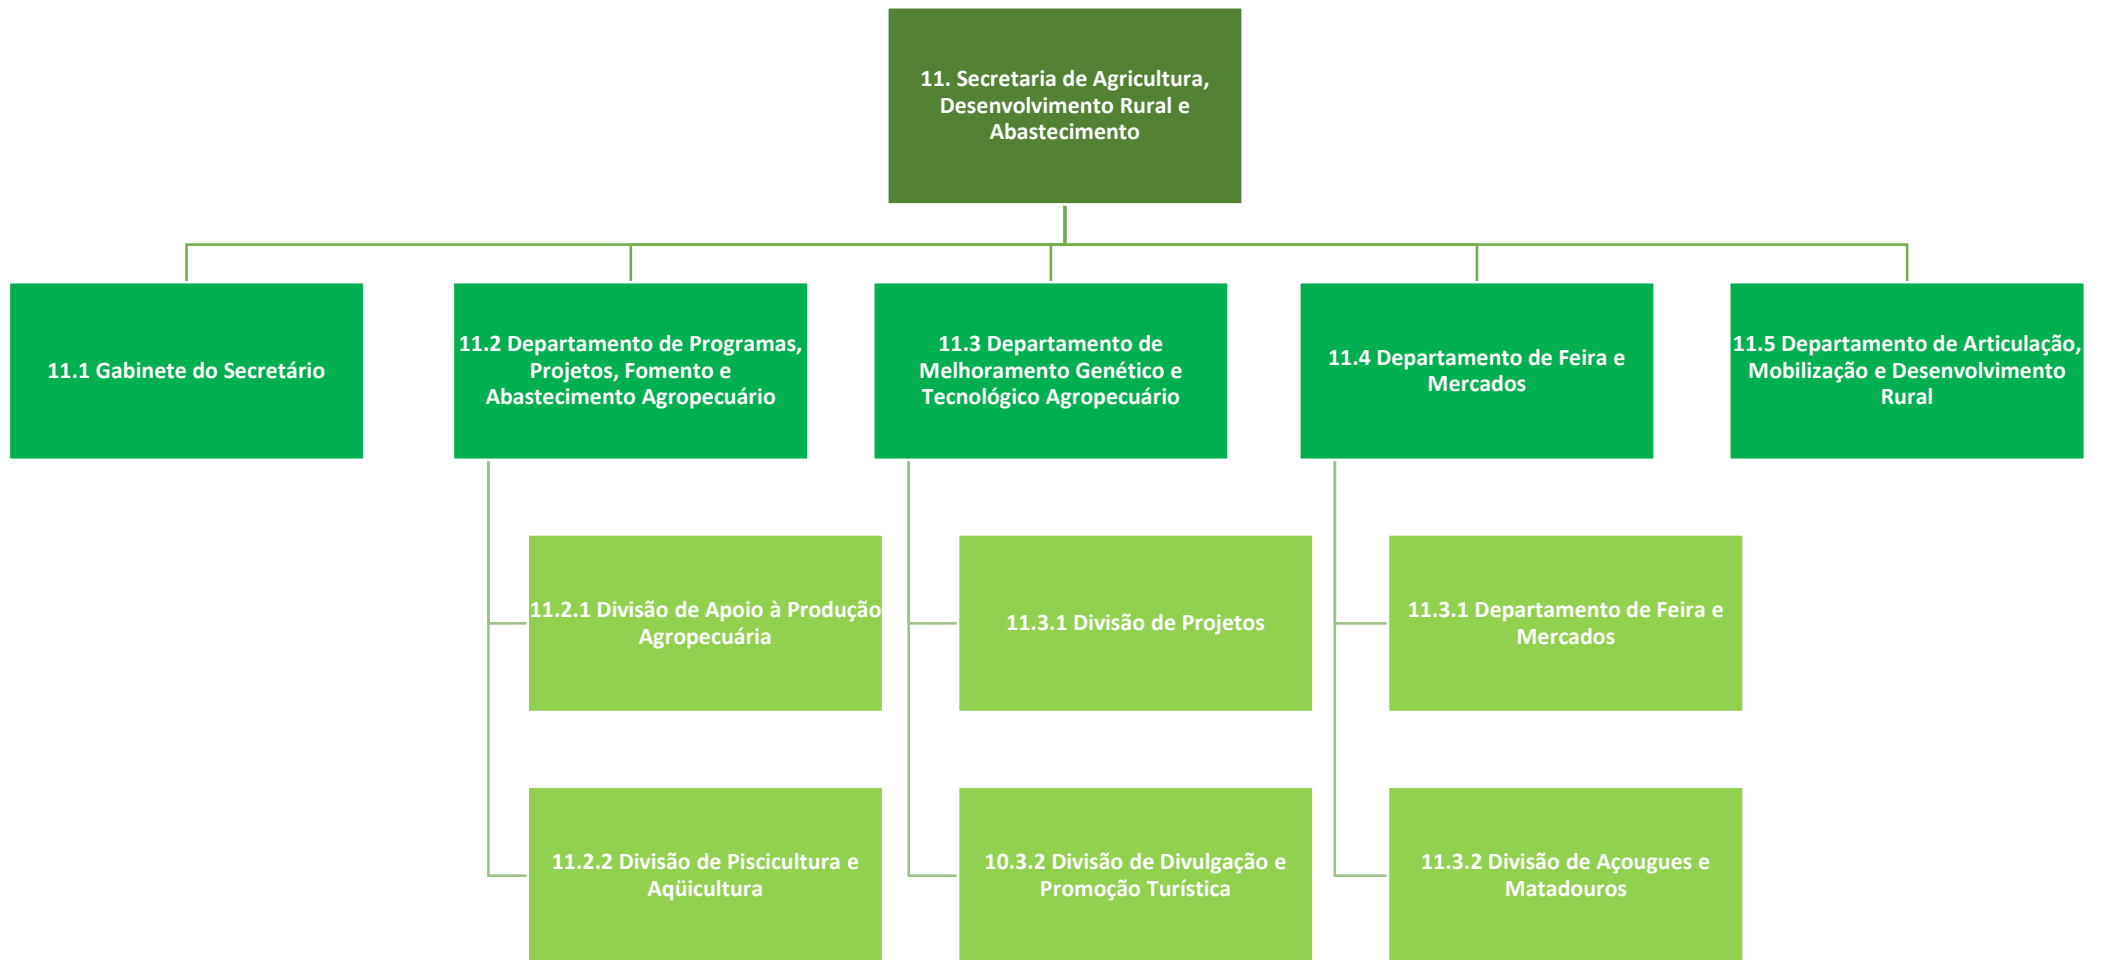 11. Secretaria de Agricultura,
Desenvolvimento Rural e
Abastecimento
11.1 Gabinete do Secretário
11.2 Departamento de Programas,
Projetos, Fomento e
Abastecimento Agropecuário
11.3 Departamento de
Melhoramento Genético e
Tecnológico Agropecuário
11.4 Departamento de Feira e
Mercados
11.5 Departamento de Articulação,
Mobilização e Desenvolvimento
Rural
11.2.1 Divisão de Apoio à Produção
Agropecuária
11.3.1 Divisão de Projetos
11.3.1 Departamento de Feira e
Mercados
11.2.2 Divisão de Piscicultura e
Aqüicultura
10.3.2 Divisão de Divulgação e
Promoção Turística
11.3.2 Divisão de Açougues e
Matadouros